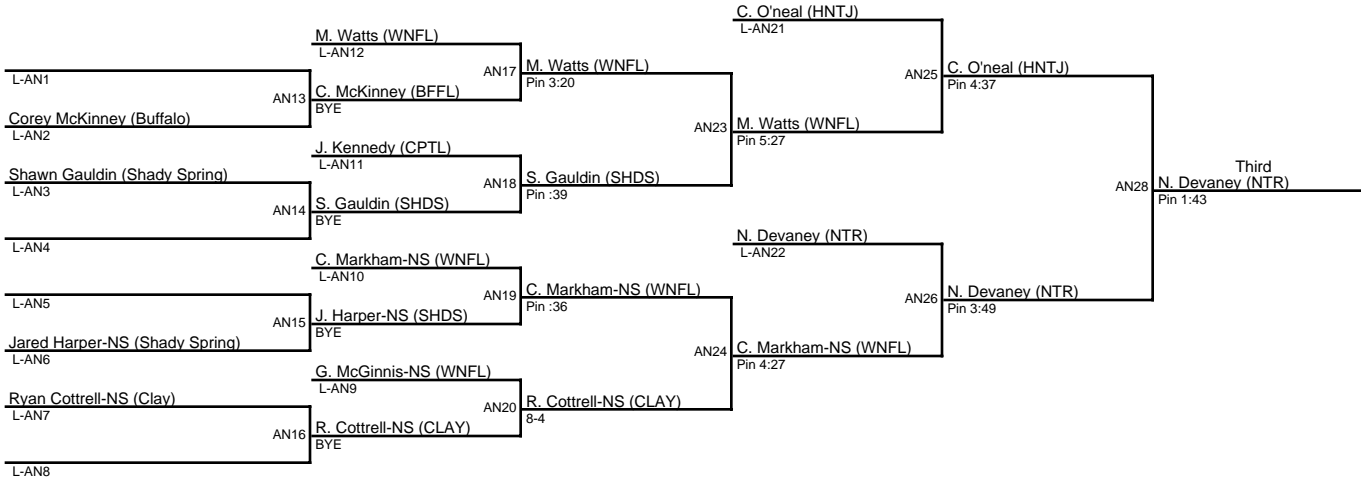 C. O'neal (HNTJ)
L-AN21
M. Watts (WNFL)
L-AN12
AN17
M. Watts (WNFL)
Pin 3:20
AN25
C. O'neal (HNTJ)
Pin 4:37
L-AN1
AN13
C. McKinney (BFFL)
BYE
Corey McKinney (Buffalo)
L-AN2
AN23
M. Watts (WNFL)
Pin 5:27
J. Kennedy (CPTL)
L-AN11
Shawn Gauldin (Shady Spring)
L-AN3
AN18
S. Gauldin (SHDS)
Pin :39
AN14
S. Gauldin (SHDS)
BYE
L-AN4
Third
AN28
N. Devaney (NTR)
Pin 1:43
N. Devaney (NTR)
L-AN22
C. Markham-NS (WNFL)
L-AN10
L-AN5
AN19
C. Markham-NS (WNFL)
Pin :36
AN26
N. Devaney (NTR)
Pin 3:49
AN15
J. Harper-NS (SHDS)
BYE
Jared Harper-NS (Shady Spring)
L-AN6
AN24
C. Markham-NS (WNFL)
Pin 4:27
G. McGinnis-NS (WNFL)
L-AN9
Ryan Cottrell-NS (Clay)
L-AN7
AN20
R. Cottrell-NS (CLAY)
8-4
AN16
R. Cottrell-NS (CLAY)
BYE
L-AN8